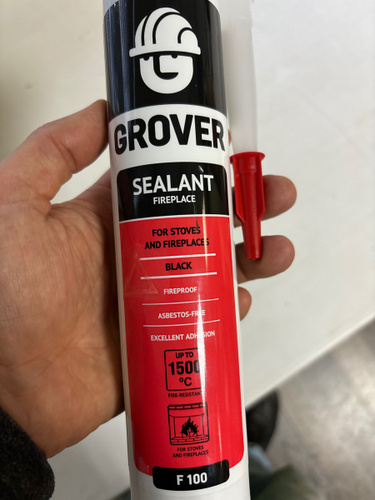 GROVER
SEALANT
FIREPLACE
FOR STOVES
AND FIREPLACES
BLACK
FIREPROOF
ASBESTOS-FREE
EXCELLENT ADHESION
UP TO
1500
°C
FIRE-RESISTANT
FOR STOVES
AND FIREPLACES
F 100